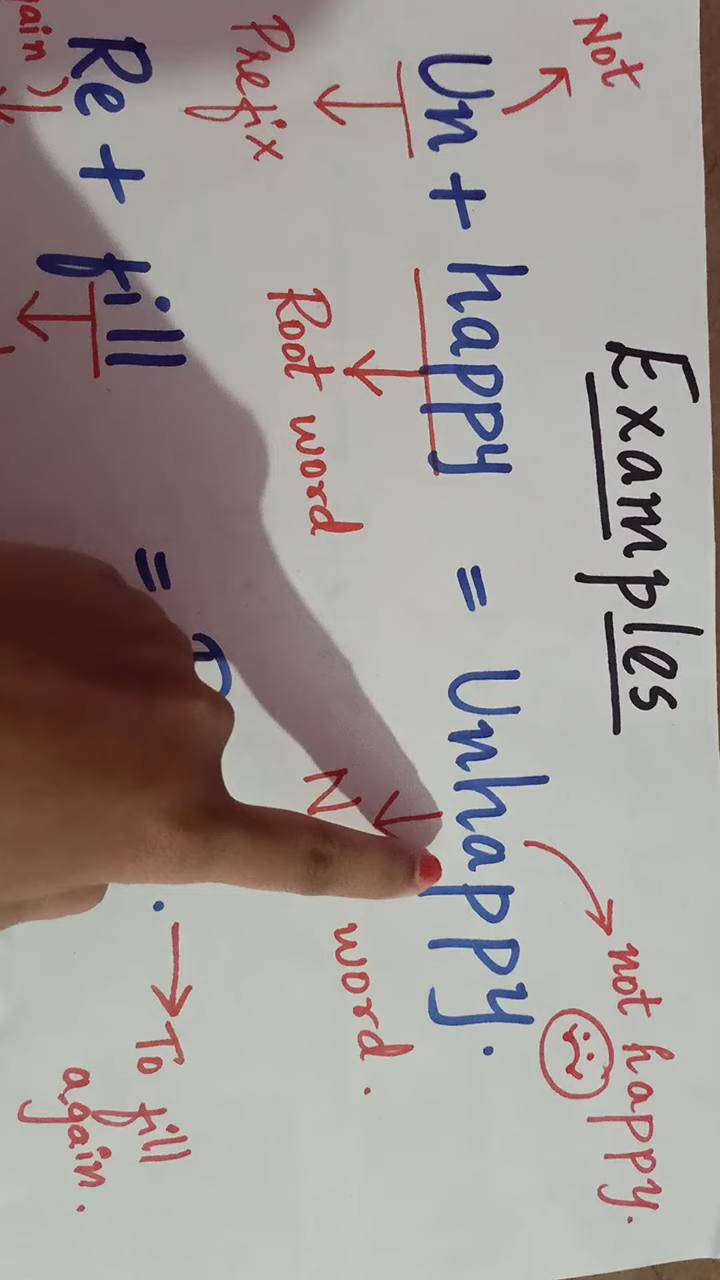 Examples
Not not happy.
Un + happy = Unhappy.
Prefix Root word N word.
Re + fill = . → To fill
again.